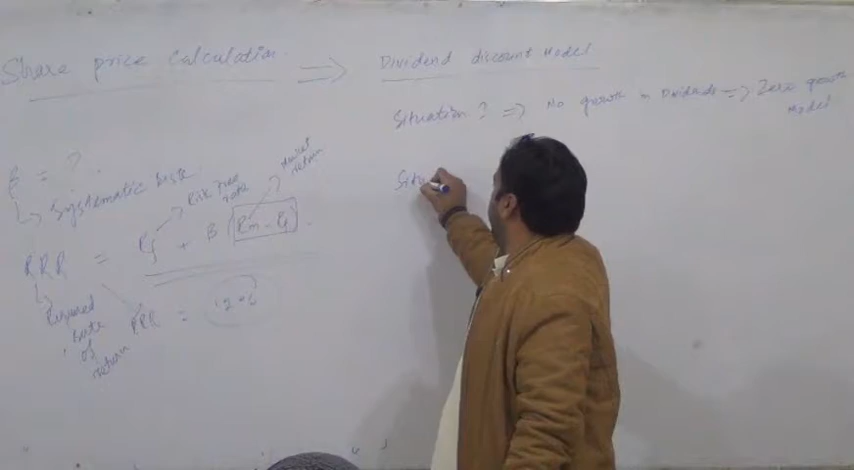 Share price Calculation ⇒ Dividend discount Model
Situation ? ⇒ No growth in Dividends ⇒ Zero growth
Model
β = ?
Systematic Risk
Situ
Risk Free
Rate
Market
return
RRR = Rf + B (Rm - Rf)
Required
Rate
of
return
RRR =